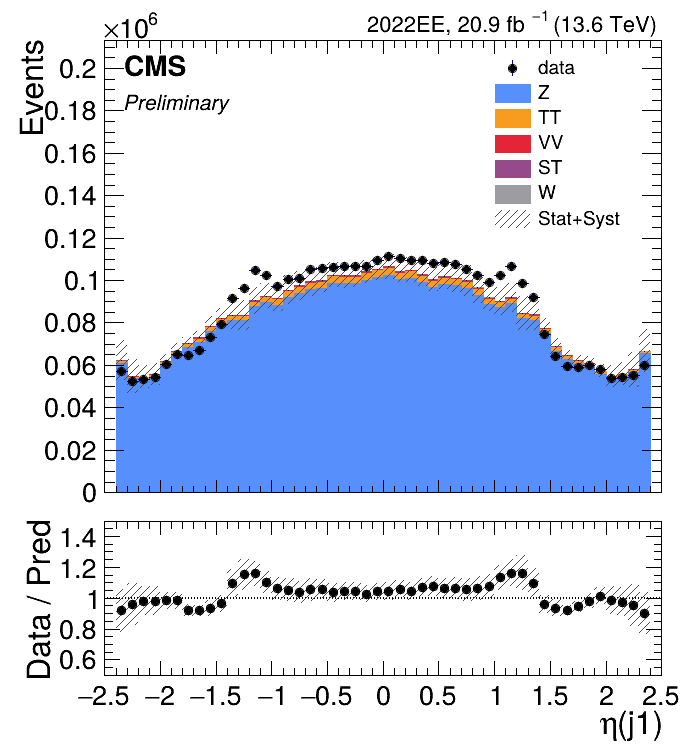 ×10⁶
2022EE, 20.9 fb ⁻¹ (13.6 TeV)
Events
CMS
Preliminary
data
Z
TT
VV
ST
W
Stat+Syst
0.2
0.18
0.16
0.14
0.12
0.1
0.08
0.06
0.04
0.02
0
Data / Pred
1.4
1.2
1
0.8
0.6
−2.5 −2 −1.5 −1 −0.5 0 0.5 1 1.5 2 2.5
η(j1)